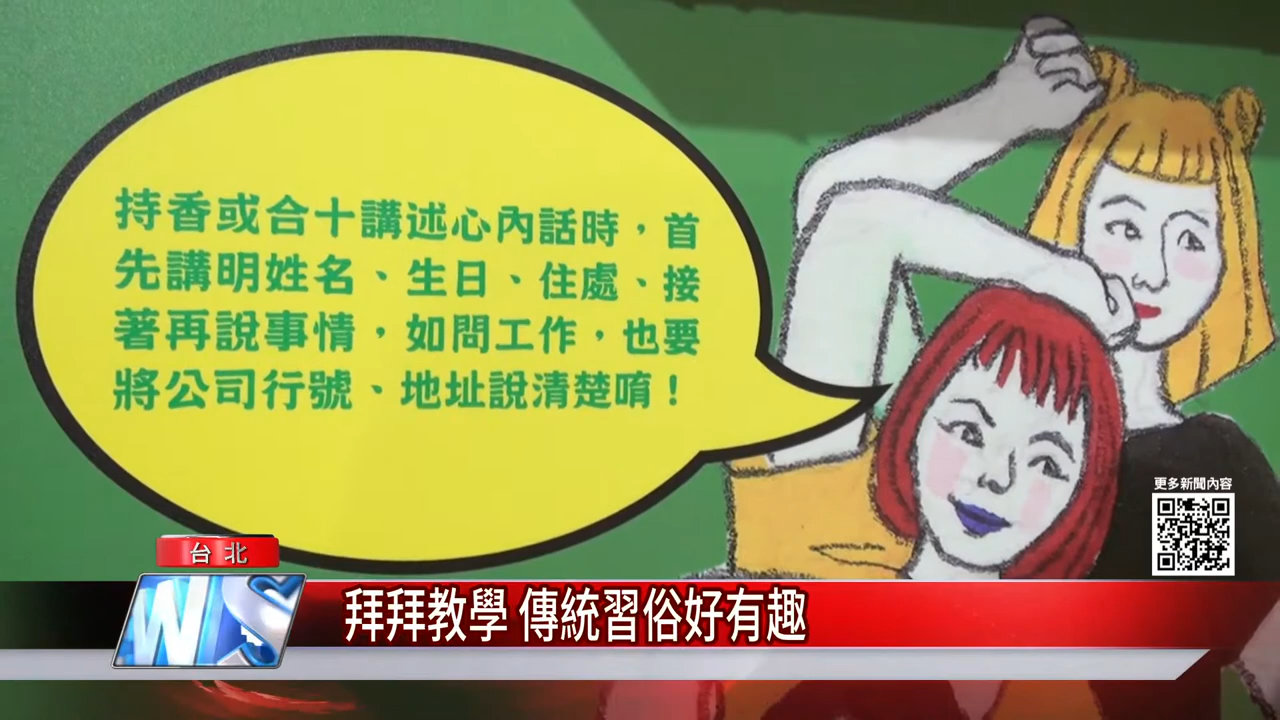 持香或合十講述心內話時，首
先講明姓名、生日、住處、接
著再說事情，如問工作，也要
將公司行號、地址說清楚唷！
更多新聞內容
台北
拜拜教學 傳統習俗好有趣